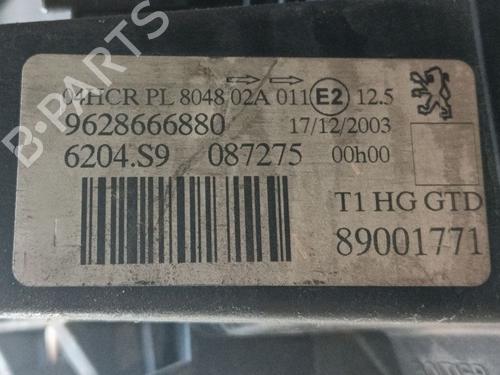 04HCR PL 8048 02A 011 E2 12.5
9628666880 17/12/2003
6204.S9 087275 00h00
T1 HG GTD
89001771
B-PARTS